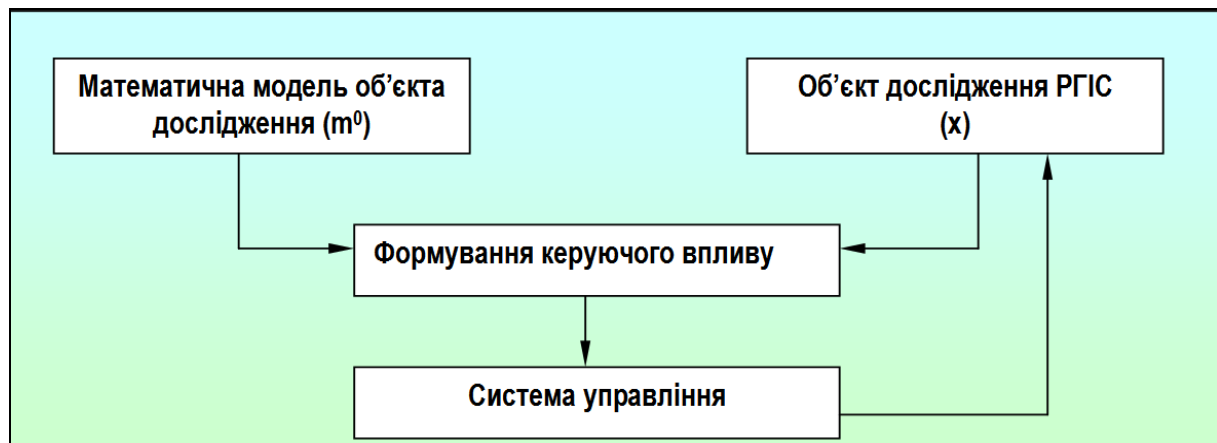 Математична модель об’єкта
дослідження (m⁰)
Об’єкт дослідження РГІС
(x)
Формування керуючого впливу
Система управління